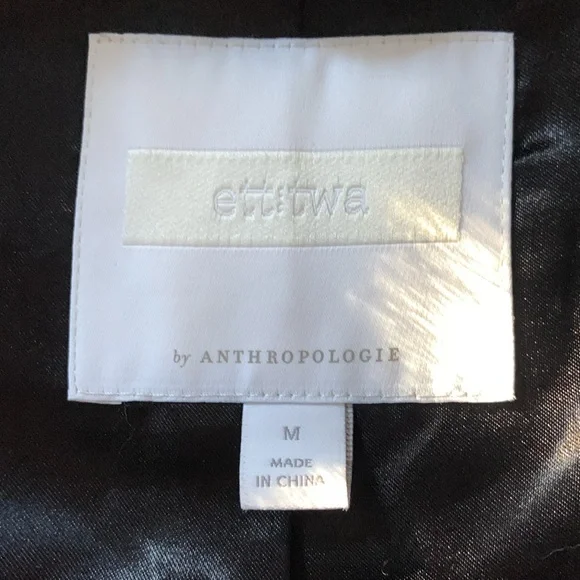 ett:twa
by ANTHROPOLOGIE
M
MADE
IN CHINA